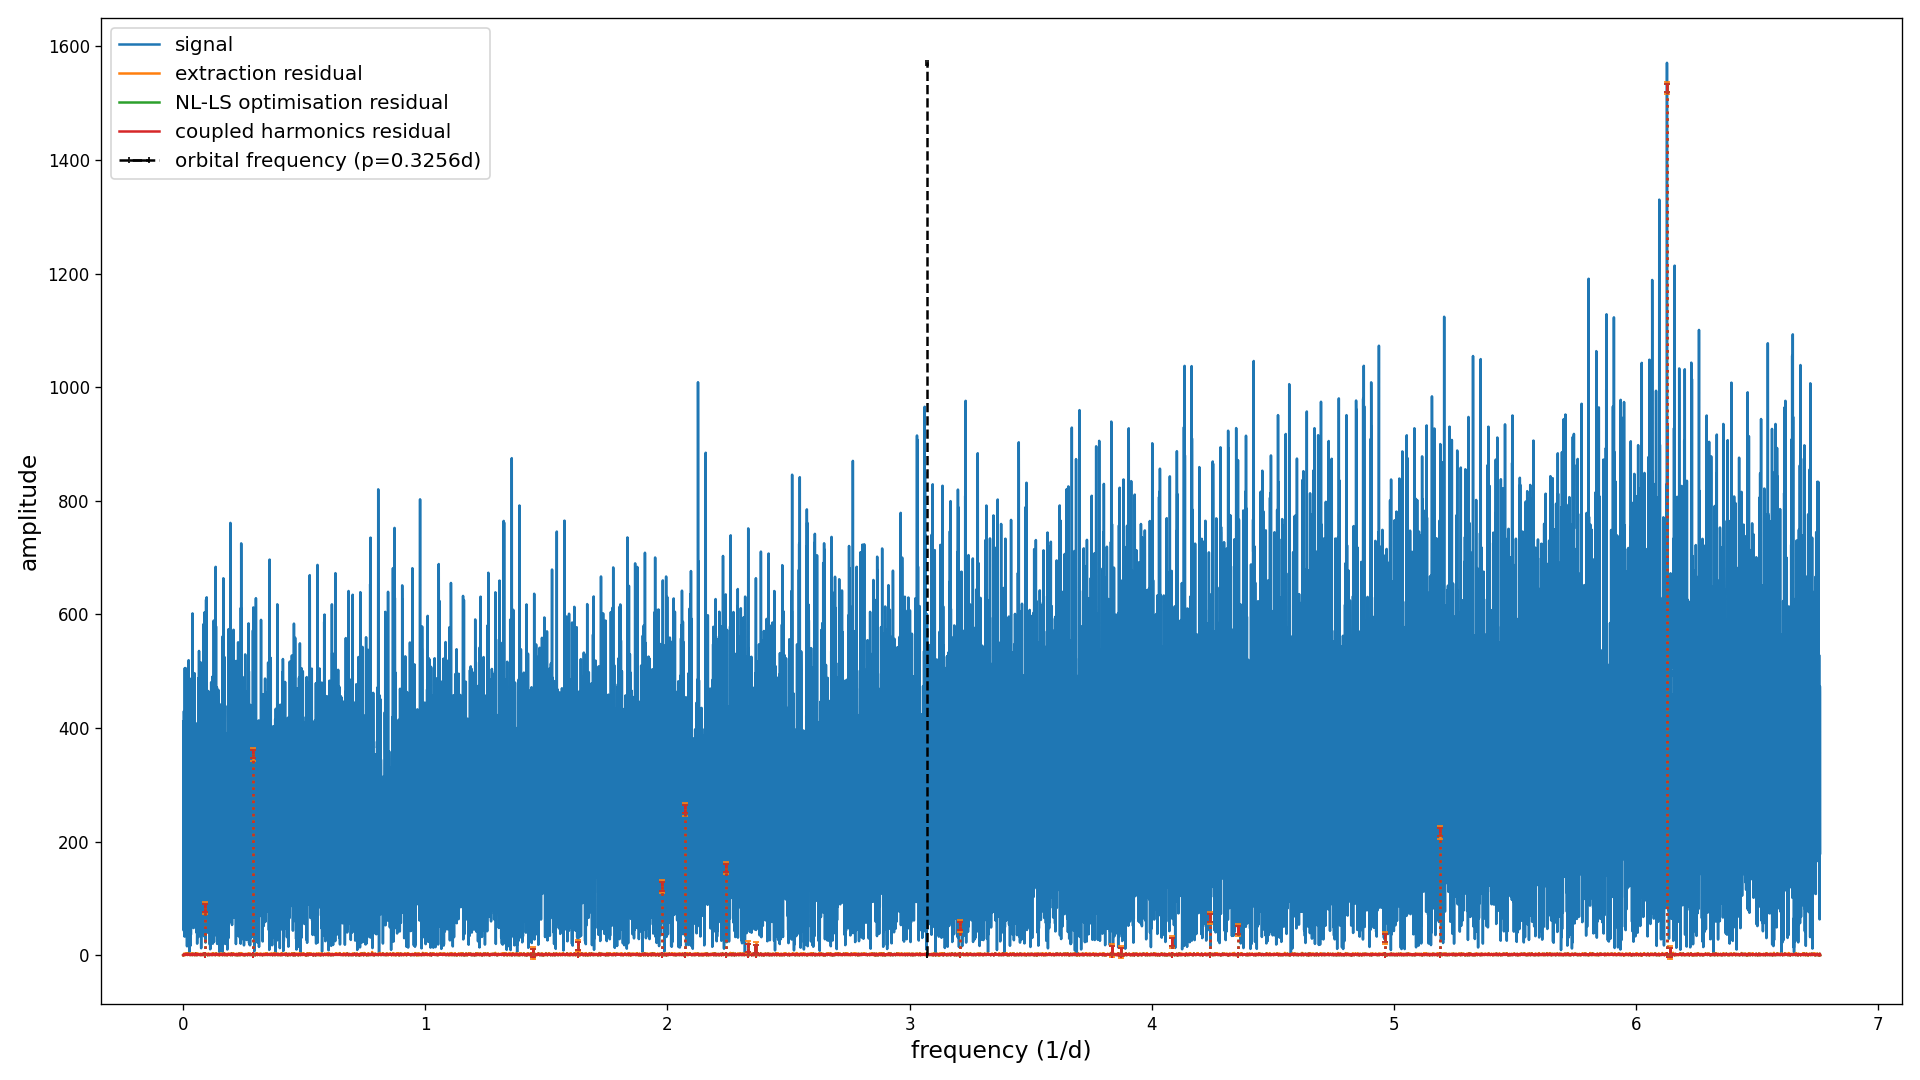 signal
extraction residual
NL-LS optimisation residual
coupled harmonics residual
orbital frequency (p=0.3256d)
1600
1400
1200
1000
800
600
400
200
0
amplitude
0 1 2 3 4 5 6 7
frequency (1/d)